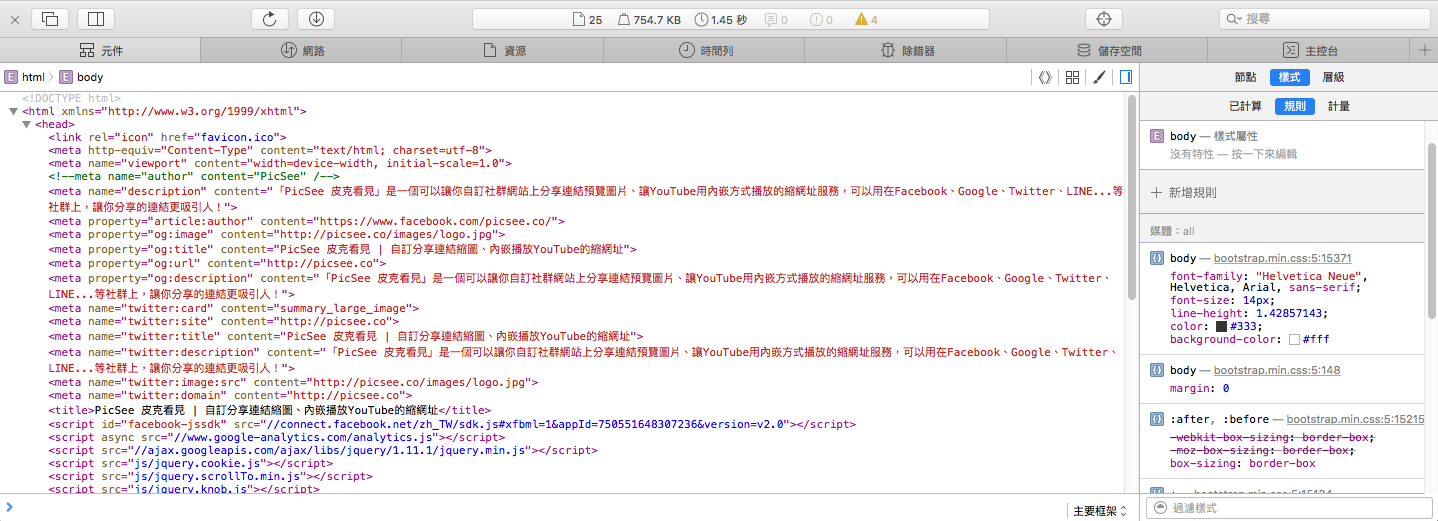 25 754.7 KB 1.45 秒 0 0 4 搜尋
元件 網路 資源 時間列 除錯器 儲存空間 主控台
E html E body
節點 樣式 層級
已計算 規則 計量
<!DOCTYPE html>
<html xmlns="http://www.w3.org/1999/xhtml">
<head>
<link rel="icon" href="favicon.ico">
<meta http-equiv="Content-Type" content="text/html; charset=utf-8">
<meta name="viewport" content="width=device-width, initial-scale=1.0">
<!--meta name="author" content="PicSee" /-->
<meta name="description" content="「PicSee 皮克看見」是一個可以讓你自訂社群網站上分享連結預覽圖片、讓YouTube用內嵌方式播放的縮網址服務，可以用在Facebook、Google、Twitter、LINE...等
社群上，讓你分享的連結更吸引人！">
<meta property="article:author" content="https://www.facebook.com/picsee.co/">
<meta property="og:image" content="http://picsee.co/images/logo.jpg">
<meta property="og:title" content="PicSee 皮克看見 | 自訂分享連結縮圖、內嵌播放YouTube的縮網址">
<meta property="og:url" content="http://picsee.co">
<meta property="og:description" content="「PicSee 皮克看見」是一個可以讓你自訂社群網站上分享連結預覽圖片、讓YouTube用內嵌方式播放的縮網址服務，可以用在Facebook、Google、Twitter、
LINE...等社群上，讓你分享的連結更吸引人！">
<meta name="twitter:card" content="summary_large_image">
<meta name="twitter:site" content="http://picsee.co">
<meta name="twitter:title" content="PicSee 皮克看見 | 自訂分享連結縮圖、內嵌播放YouTube的縮網址">
<meta name="twitter:description" content="「PicSee 皮克看見」是一個可以讓你自訂社群網站上分享連結預覽圖片、讓YouTube用內嵌方式播放的縮網址服務，可以用在Facebook、Google、Twitter、
LINE...等社群上，讓你分享的連結更吸引人！">
<meta name="twitter:image:src" content="http://picsee.co/images/logo.jpg">
<meta name="twitter:domain" content="http://picsee.co">
<title>PicSee 皮克看見 | 自訂分享連結縮圖、內嵌播放YouTube的縮網址</title>
<script id="facebook-jssdk" src="//connect.facebook.net/zh_TW/sdk.js#xfbml=1&appId=750551648307236&version=v2.0"></script>
<script async src="//www.google-analytics.com/analytics.js"></script>
<script src="//ajax.googleapis.com/ajax/libs/jquery/1.11.1/jquery.min.js"></script>
<script src="js/jquery.cookie.js"></script>
<script src="js/jquery.scrollTo.min.js"></script>
<script src="js/jquery.knob.js"></script>
主要框架
E body — 樣式屬性
沒有特性 — 按一下來編輯
新增規則
媒體：all
body — bootstrap.min.css:5:15371
font-family: "Helvetica Neue",
Helvetica, Arial, sans-serif;
font-size: 14px;
line-height: 1.42857143;
color: #333;
background-color: #fff
body — bootstrap.min.css:5:148
margin: 0
:after, :before — bootstrap.min.css:5:15215
-webkit-box-sizing: border-box;
-moz-box-sizing: border-box;
box-sizing: border-box
過濾樣式